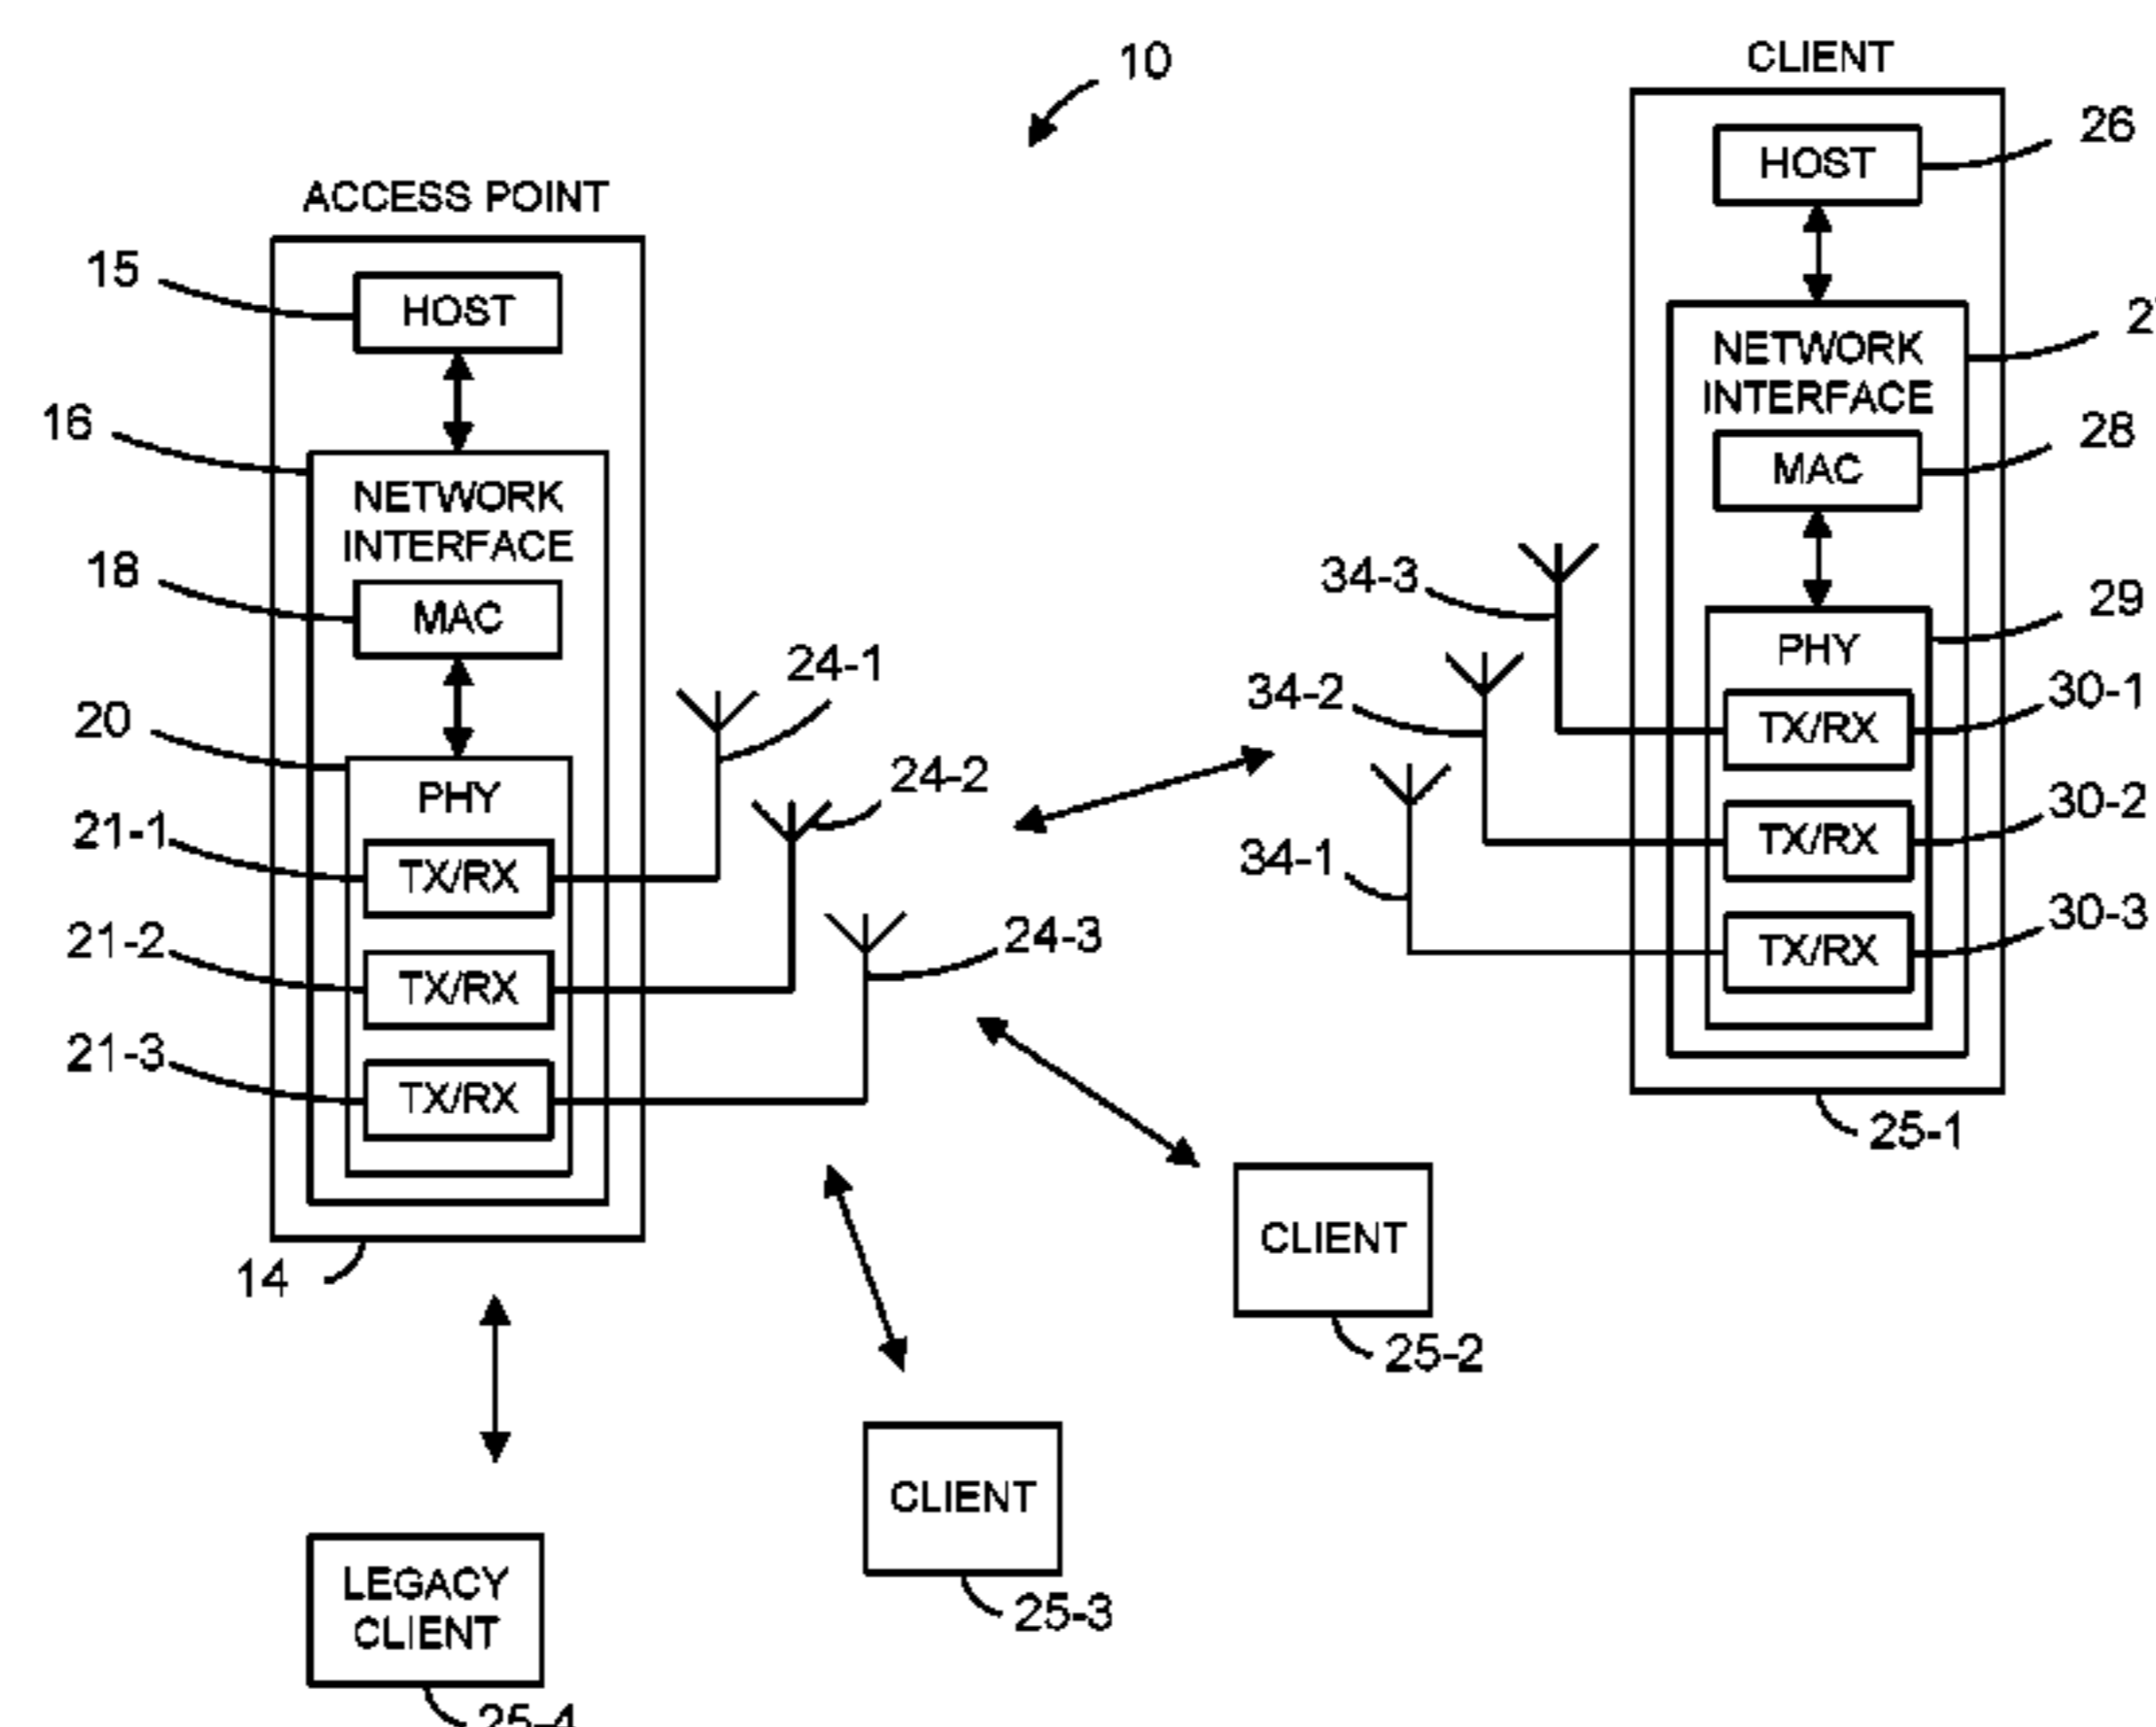 10
ACCESS POINT
15
HOST
16
NETWORK
INTERFACE
18
MAC
20
PHY
21-1
TX/RX
21-2
TX/RX
21-3
TX/RX
14
24-1
24-2
24-3
CLIENT
HOST
26
NETWORK
INTERFACE
MAC
28
29
PHY
34-3
34-2
34-1
TX/RX
30-1
TX/RX
30-2
TX/RX
30-3
25-1
CLIENT
25-2
CLIENT
25-3
LEGACY
CLIENT
25-4